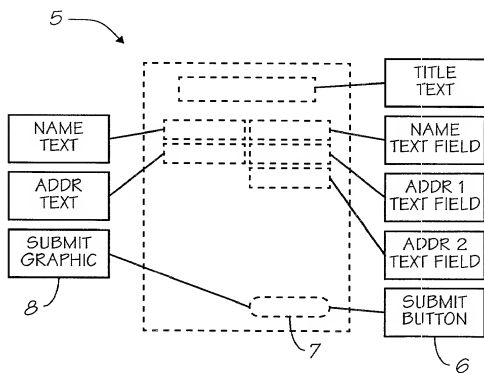 5
TITLE
TEXT
NAME
TEXT
NAME
TEXT FIELD
ADDR
TEXT
ADDR 1
TEXT FIELD
SUBMIT
GRAPHIC
ADDR 2
TEXT FIELD
8
SUBMIT
BUTTON
7
6